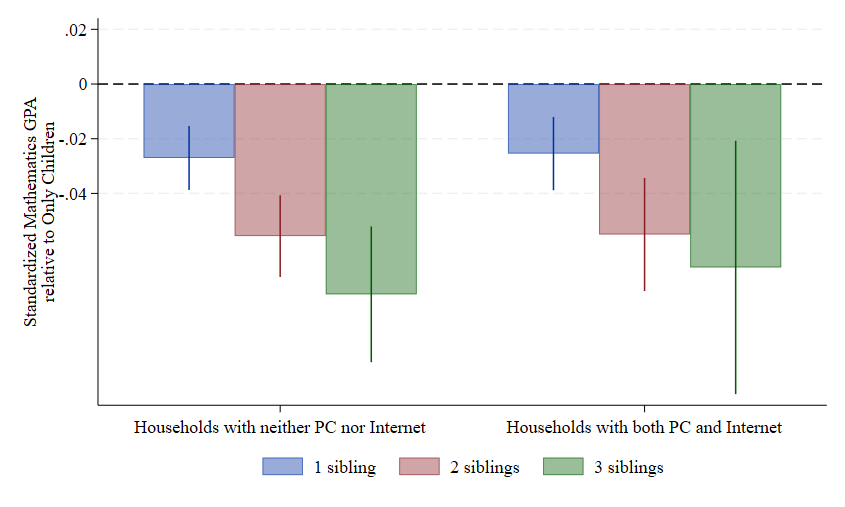 Standardized Mathematics GPA
relative to Only Children
.02
0
-.02
-.04
Households with neither PC nor Internet
Households with both PC and Internet
1 sibling
2 siblings
3 siblings